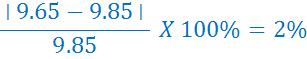 | 9.65 − 9.85 |
9.85
X 100% = 2%